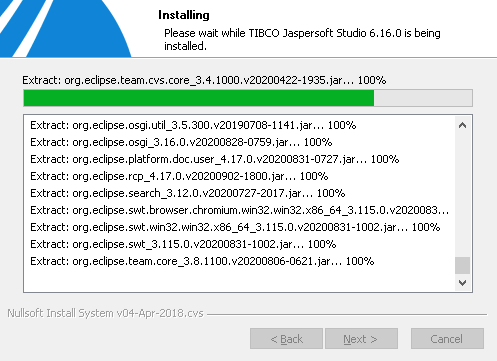 Installing
Please wait while TIBCO Jaspersoft Studio 6.16.0 is being
installed.
Extract: org.eclipse.team.cvs.core_3.4.1000.v20200422-1935.jar... 100%
Extract: org.eclipse.osgi.util_3.5.300.v20190708-1141.jar... 100%
Extract: org.eclipse.osgi_3.16.0.v20200828-0759.jar... 100%
Extract: org.eclipse.platform.doc.user_4.17.0.v20200831-0727.jar... 100%
Extract: org.eclipse.rcp_4.17.0.v20200902-1800.jar... 100%
Extract: org.eclipse.search_3.12.0.v20200727-2017.jar... 100%
Extract: org.eclipse.swt.browser.chromium.win32.win32.x86_64_3.115.0.v2020083...
Extract: org.eclipse.swt.win32.win32.x86_64_3.115.0.v20200831-1002.jar... 100%
Extract: org.eclipse.swt_3.115.0.v20200831-1002.jar... 100%
Extract: org.eclipse.team.core_3.8.1100.v20200806-0621.jar... 100%
Nullsoft Install System v04-Apr-2018.cvs
< Back Next > Cancel